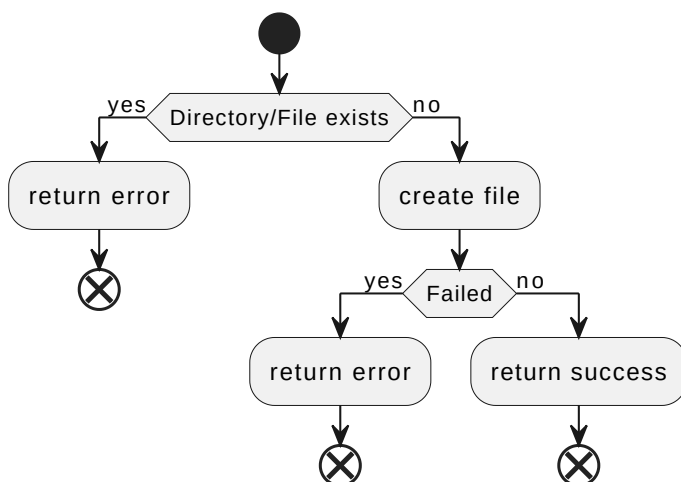 yes
Directory/File exists
no
return error
create file
yes
Failed
no
return error
return success